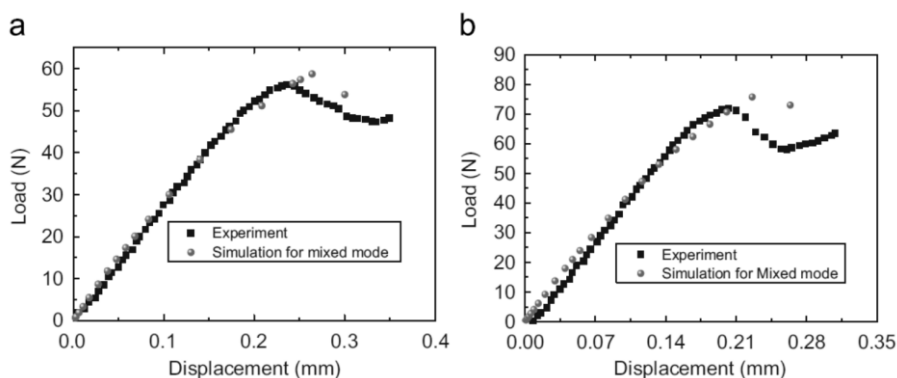 a
60
50
40
30
20
10
0
Load (N)
Experiment
Simulation for mixed mode
0.0 0.1 0.2 0.3 0.4
Displacement (mm)
b
90
80
70
60
50
40
30
20
10
0
Load (N)
Experiment
Simulation for Mixed mode
0.00 0.07 0.14 0.21 0.28 0.35
Displacement (mm)